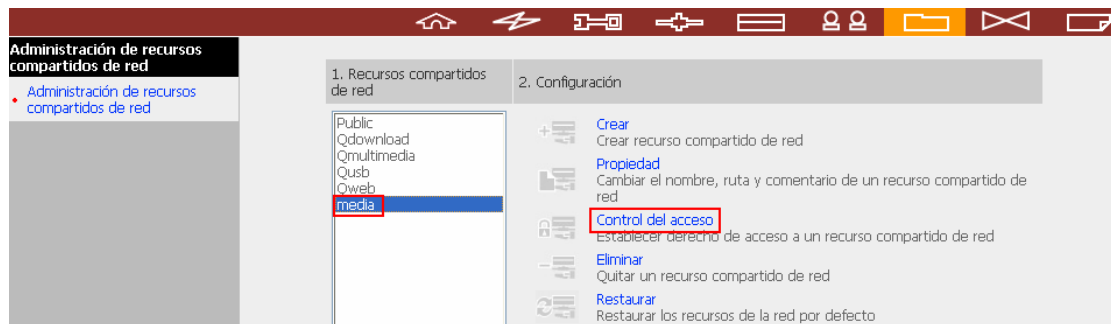 Administración de recursos
compartidos de red
Administración de recursos
compartidos de red
1. Recursos compartidos
de red
2. Configuración
Public
Qdownload
Qmultimedia
Qusb
Qweb
media
Crear
Crear recurso compartido de red
Propiedad
Cambiar el nombre, ruta y comentario de un recurso compartido de
red
Control del acceso
Establecer derecho de acceso a un recurso compartido de red
Eliminar
Quitar un recurso compartido de red
Restaurar
Restaurar los recursos de la red por defecto